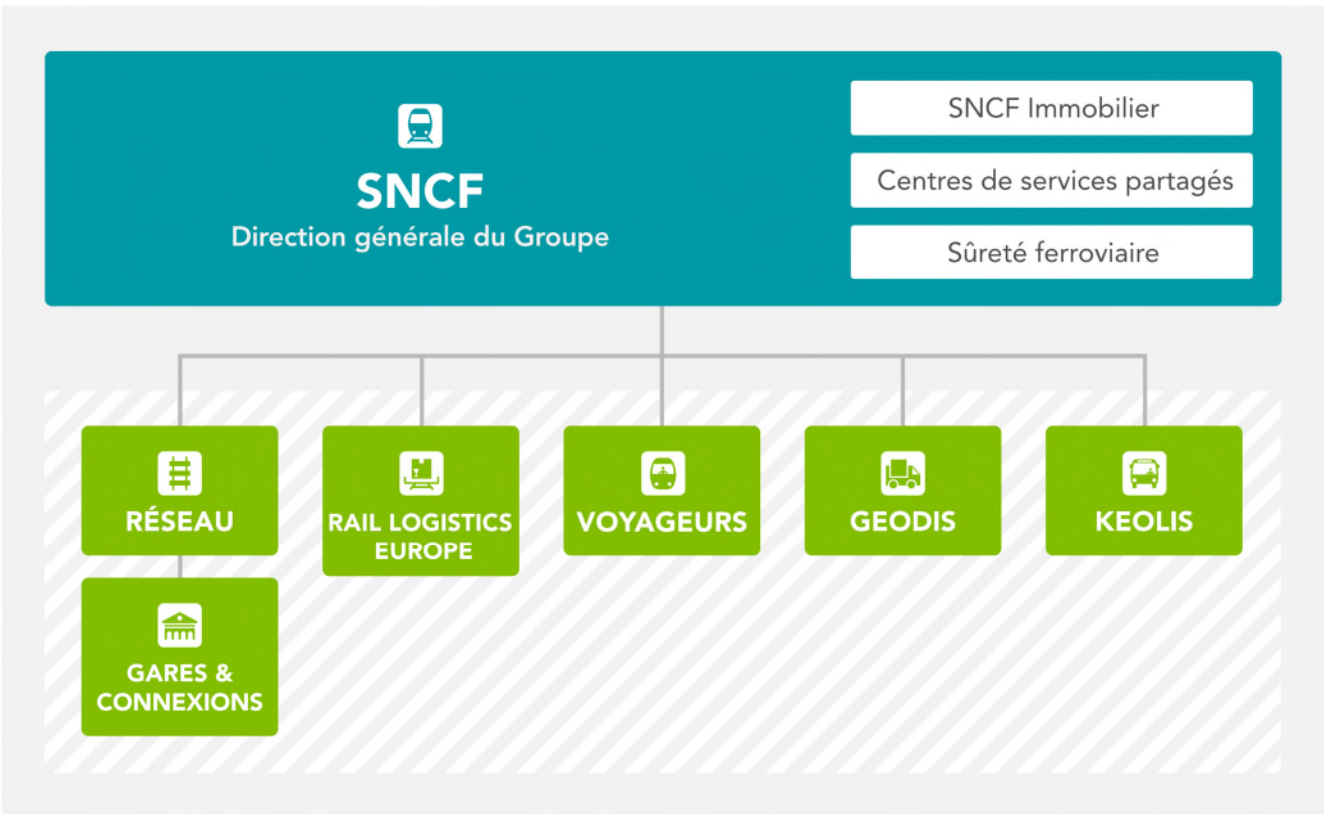 SNCF
Direction générale du Groupe
SNCF Immobilier
Centres de services partagés
Sûreté ferroviaire
RÉSEAU
RAIL LOGISTICS
EUROPE
VOYAGEURS
GEODIS
KEOLIS
GARES &
CONNEXIONS